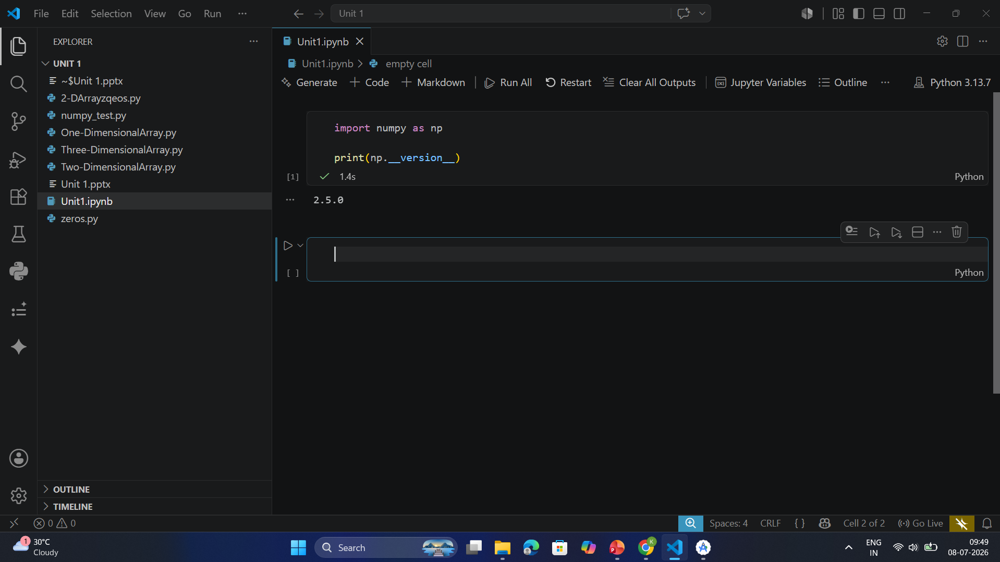 File Edit Selection View Go Run ···
Unit 1
EXPLORER ···
UNIT 1
~$Unit 1.pptx
2-DArrayzqeos.py
numpy_test.py
One-DimensionalArray.py
Three-DimensionalArray.py
Two-DimensionalArray.py
Unit 1.pptx
Unit1.ipynb
zeros.py
OUTLINE
TIMELINE
Unit1.ipynb
Unit1.ipynb > empty cell
Generate + Code + Markdown Run All Restart Clear All Outputs Jupyter Variables Outline ··· Python 3.13.7
import numpy as np
print(np.__version__)
[1] 1.4s Python
··· 2.5.0
[ ] Python
0 0 Spaces: 4 CRLF { } Cell 2 of 2 Go Live
1 30°C
Cloudy
Search
P
K
ENG
IN
09:49
08-07-2026